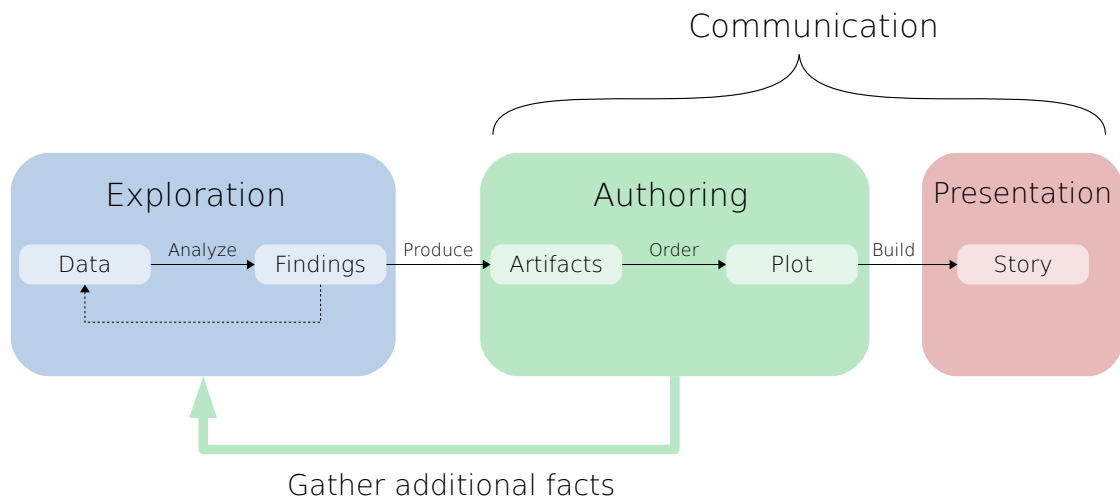 Communication
Exploration
Authoring
Presentation
Data
Analyze
Findings
Produce
Artifacts
Order
Plot
Build
Story
Gather additional facts